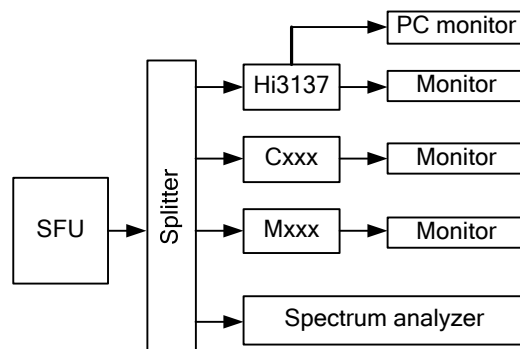 PC monitor
Hi3137
Monitor
Cxxx
Monitor
SFU
Splitter
Mxxx
Monitor
Spectrum analyzer